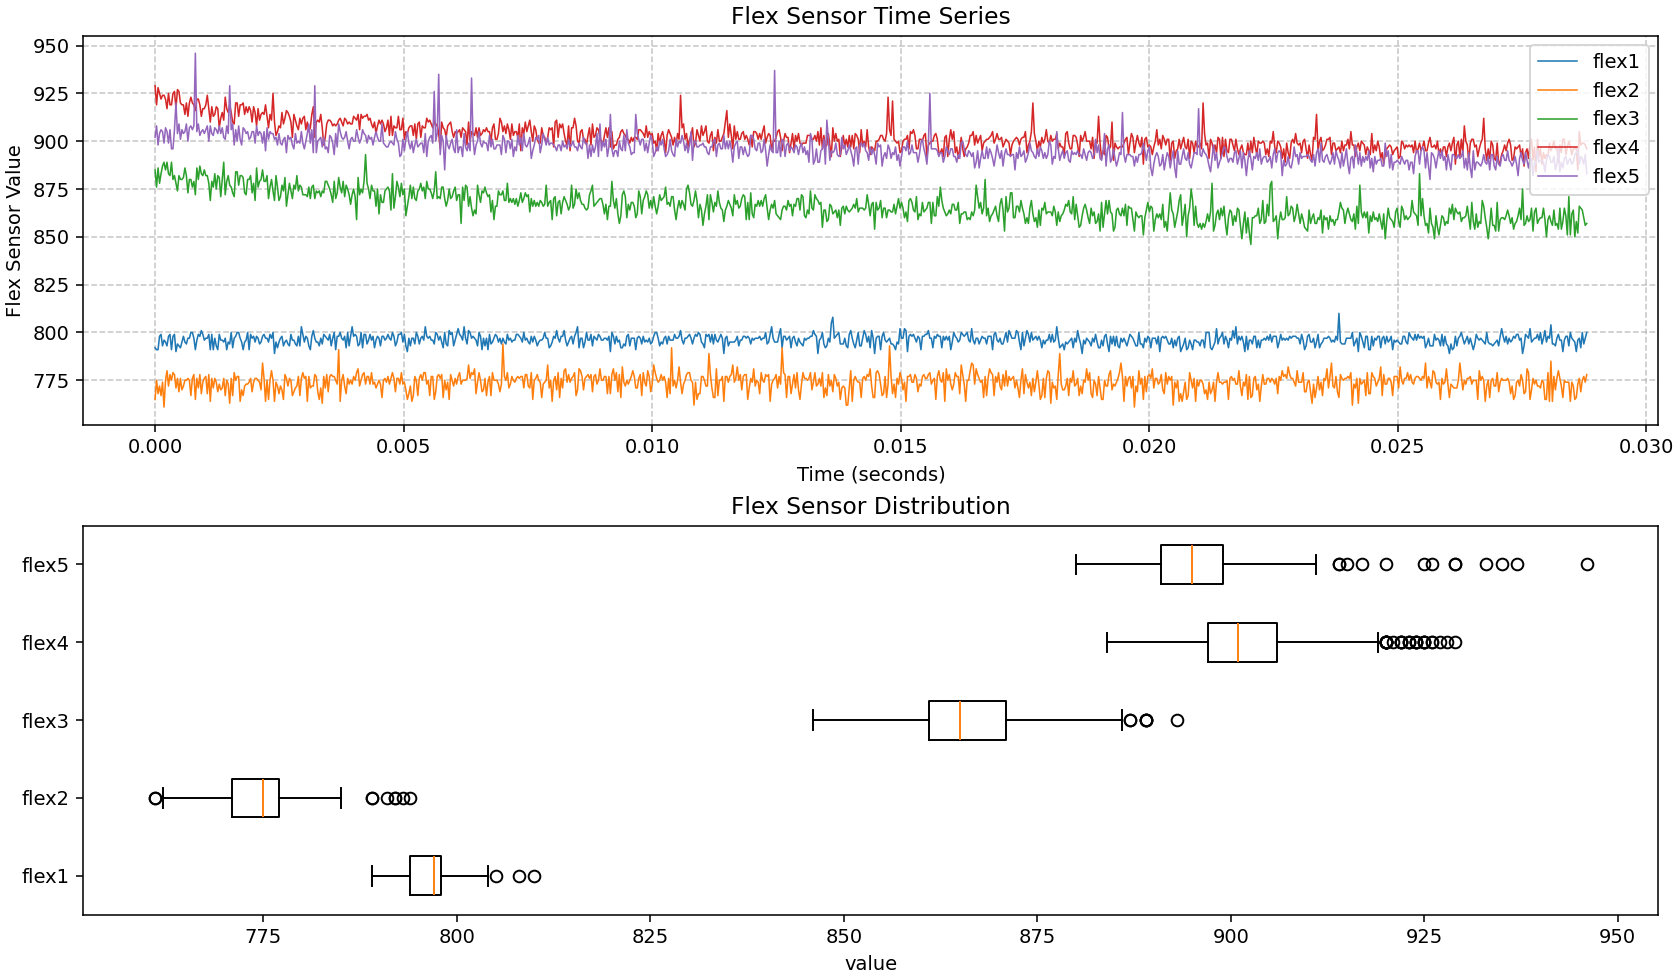 Flex Sensor Time Series
Flex Sensor Value
950
925
900
875
850
825
800
775
flex1
flex2
flex3
flex4
flex5
0.000 0.005 0.010 0.015 0.020 0.025 0.030
Time (seconds)
Flex Sensor Distribution
flex5
flex4
flex3
flex2
flex1
775 800 825 850 875 900 925 950
value